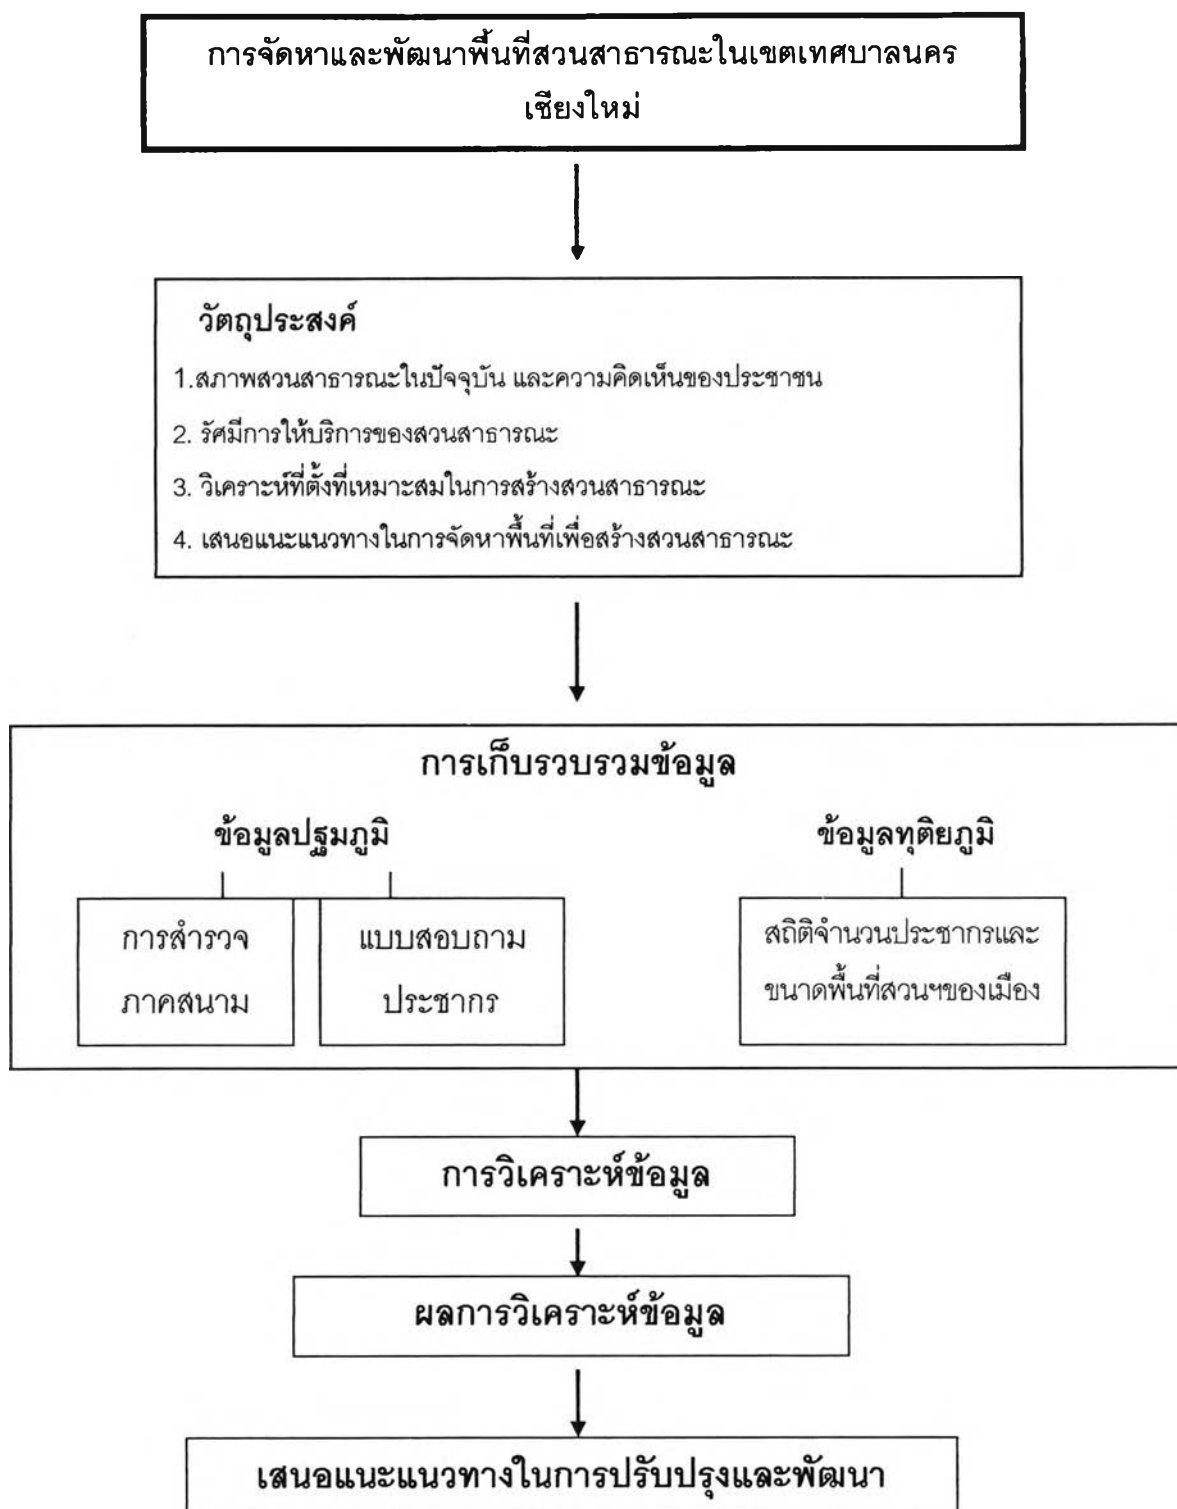 การจัดหาและพัฒนาพื้นที่สวนสาธารณะในเขตเทศบาลนคร
เชียงใหม่
วัตถุประสงค์
1.สภาพสวนสาธารณะในปัจจุบัน และความคิดเห็นของประชาชน
2. รัศมีการให้บริการของสวนสาธารณะ
3. วิเคราะห์ที่ตั้งที่เหมาะสมในการสร้างสวนสาธารณะ
4. เสนอแนะแนวทางในการจัดหาพื้นที่เพื่อสร้างสวนสาธารณะ
การเก็บรวบรวมข้อมูล
ข้อมูลปฐมภูมิ
การสำรวจ
ภาคสนาม
แบบสอบถาม
ประชากร
ข้อมูลทุติยภูมิ
สถิติจำนวนประชากรและ
ขนาดพื้นที่สวนฯของเมือง
การวิเคราะห์ข้อมูล
ผลการวิเคราะห์ข้อมูล
เสนอแนะแนวทางในการปรับปรุงและพัฒนา